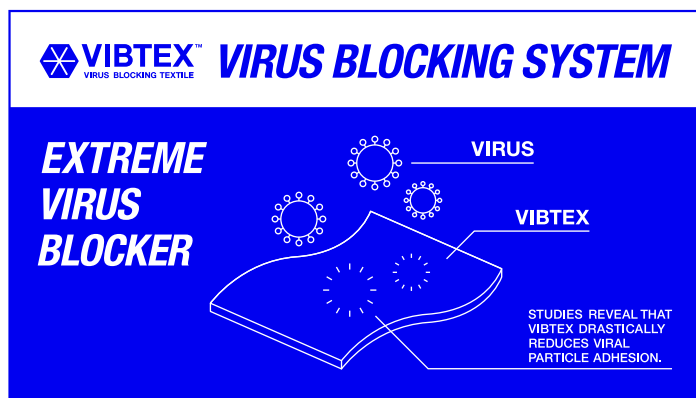 VIBTEX™
VIRUS BLOCKING TEXTILE
VIRUS BLOCKING SYSTEM
EXTREME
VIRUS
BLOCKER
VIRUS
VIBTEX
STUDIES REVEAL THAT
VIBTEX DRASTICALLY
REDUCES VIRAL
PARTICLE ADHESION.